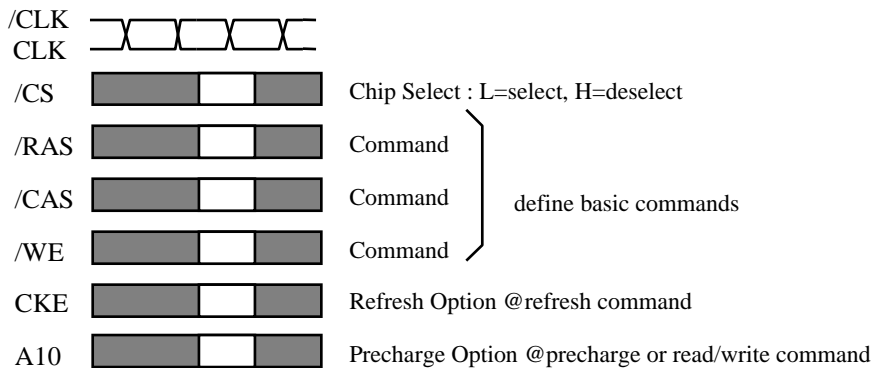 /CLK
CLK
/CS Chip Select : L=select, H=deselect
/RAS Command
/CAS Command
define basic commands
/WE Command
CKE Refresh Option @refresh command
A10 Precharge Option @precharge or read/write command